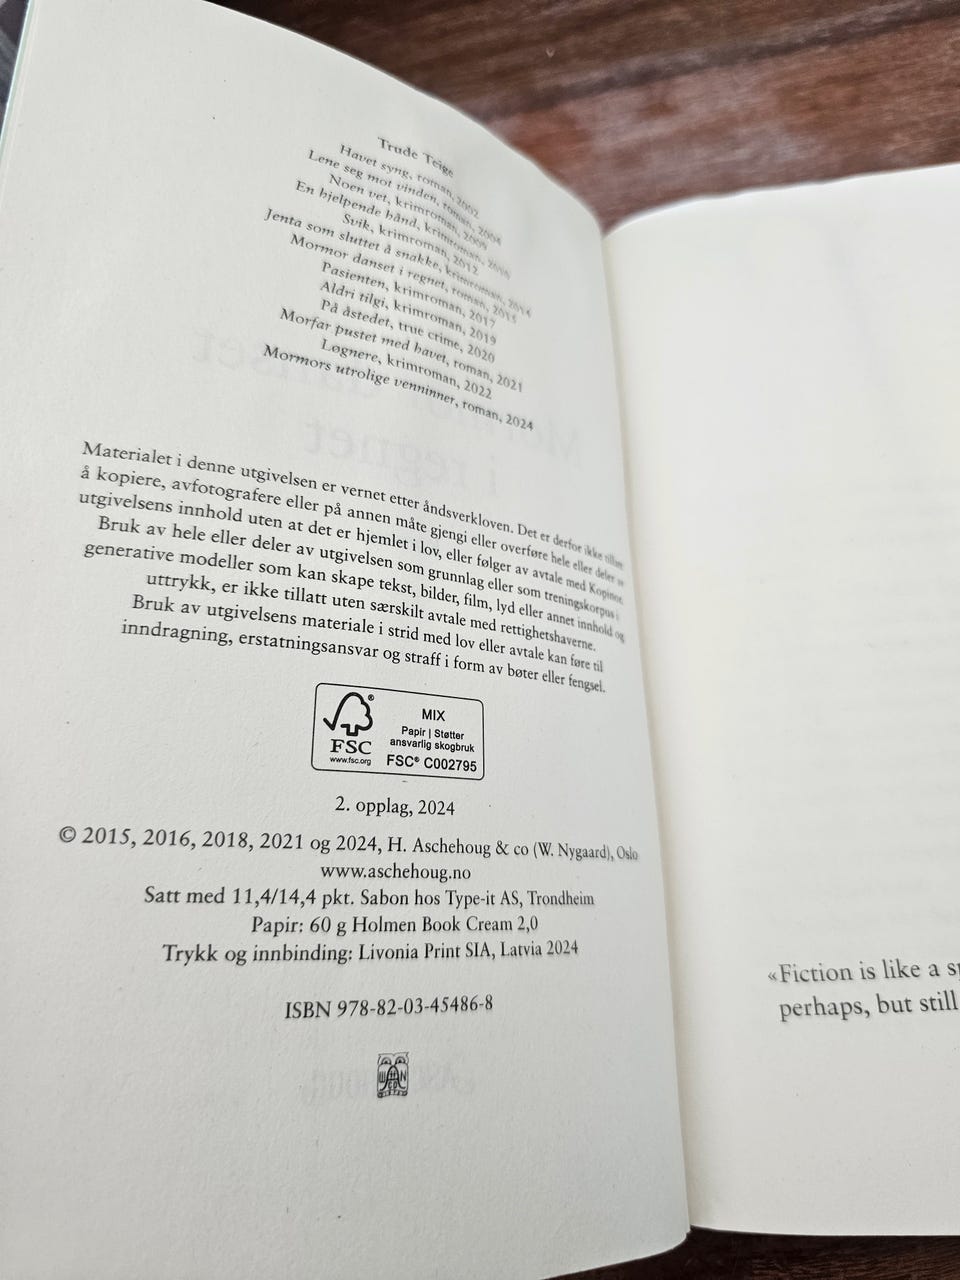 Trude Teige
Havet syng, roman, 2002
Lene seg mot vinden, roman, 2004
Noen vet, krimroman, 2009
En hjelpende hånd, krimroman,
Svik, krimroman, 2012
Jenta som sluttet å snakke, krimroman,
Mormor danset i regnet, roman, 2015
Pasienten, krimroman, 2017
Aldri tilgi, krimroman, 2019
På åstedet, true crime, 2020
Morfar pustet med havet, roman, 2021
Løgnere, krimroman, 2022
Mormors utrolige venninner, roman, 2024
Materialet i denne utgivelsen er vernet etter åndsverkloven. Det er derfor ikke
å kopiere, avfotografere eller på annen måte gjengi eller overføre hele eller deler
utgivelsens innhold uten at det er hjemlet i lov, eller følger av avtale med Kopinor.
Bruk av hele eller deler av utgivelsen som grunnlag eller som treningskorpus i
generative modeller som kan skape tekst, bilder, film, lyd eller annet innhold og
uttrykk, er ikke tillatt uten særskilt avtale med rettighetshaverne.
Bruk av utgivelsens materiale i strid med lov eller avtale kan føre til
inndragning, erstatningsansvar og straff i form av bøter eller fengsel.
FSC®
www.fsc.org
MIX
Papir | Støtter
ansvarlig skogbruk
FSC® C002795
2. opplag, 2024
© 2015, 2016, 2018, 2021 og 2024, H. Aschehoug & co (W. Nygaard), Oslo
www.aschehoug.no
Satt med 11,4/14,4 pkt. Sabon hos Type-it AS, Trondheim
Papir: 60 g Holmen Book Cream 2,0
Trykk og innbinding: Livonia Print SIA, Latvia 2024
ISBN 978-82-03-45486-8
«Fiction is like a
perhaps, but still